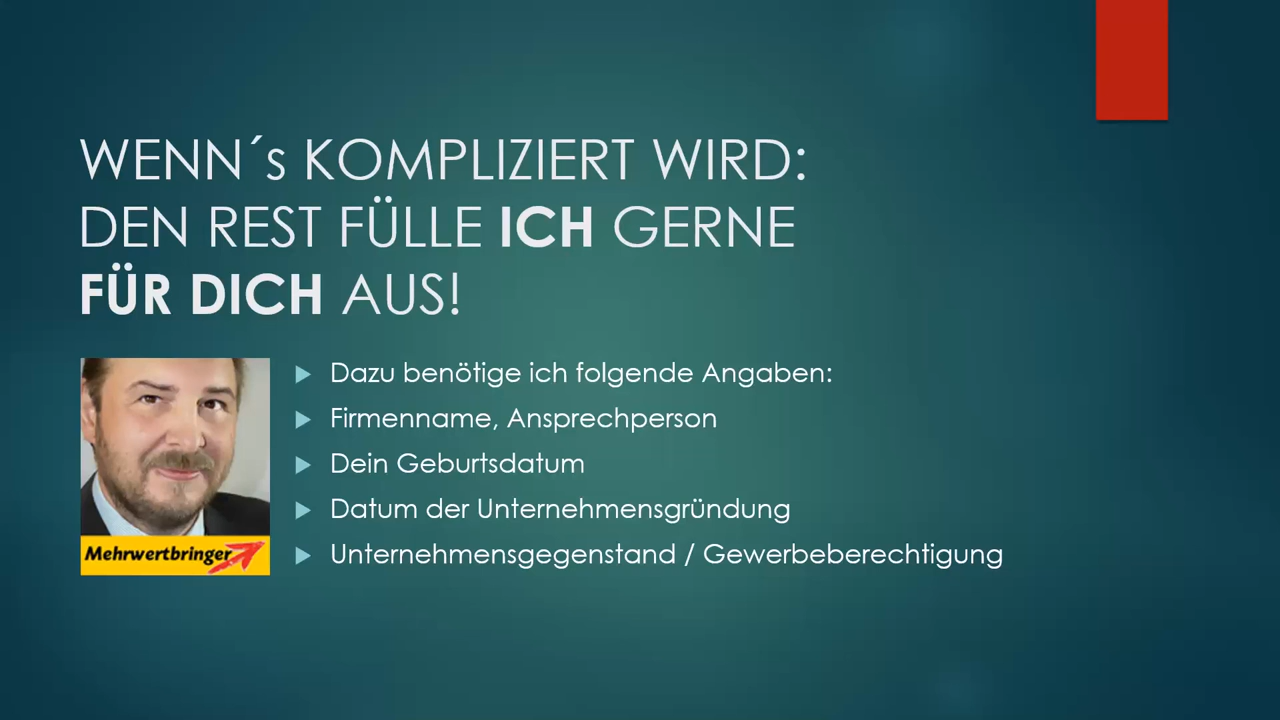 WENN´s KOMPLIZIERT WIRD:
DEN REST FÜLLE ICH GERNE
FÜR DICH AUS!
Dazu benötige ich folgende Angaben:
Firmenname, Ansprechperson
Dein Geburtsdatum
Datum der Unternehmensgründung
Unternehmensgegenstand / Gewerbeberechtigung
Mehrwertbringer